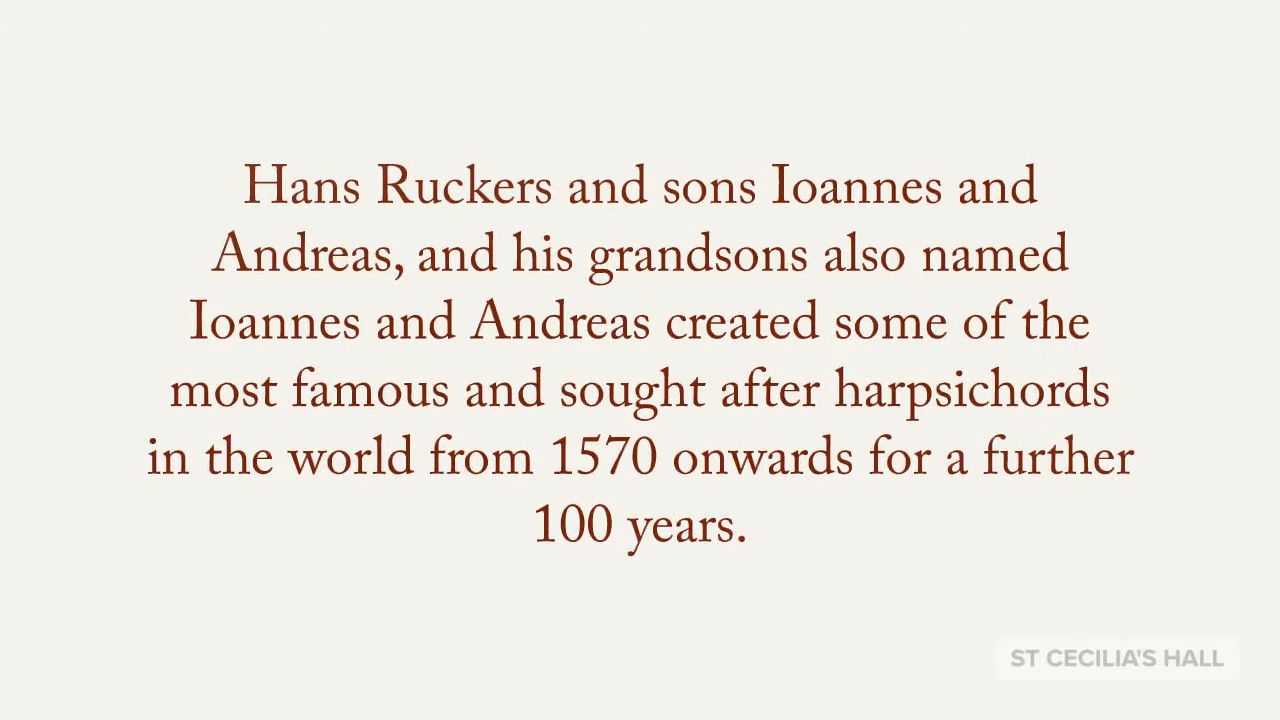 Hans Ruckers and sons Ioannes and
Andreas, and his grandsons also named
Ioannes and Andreas created some of the
most famous and sought after harpsichords
in the world from 1570 onwards for a further
100 years.
ST CECILIA'S HALL